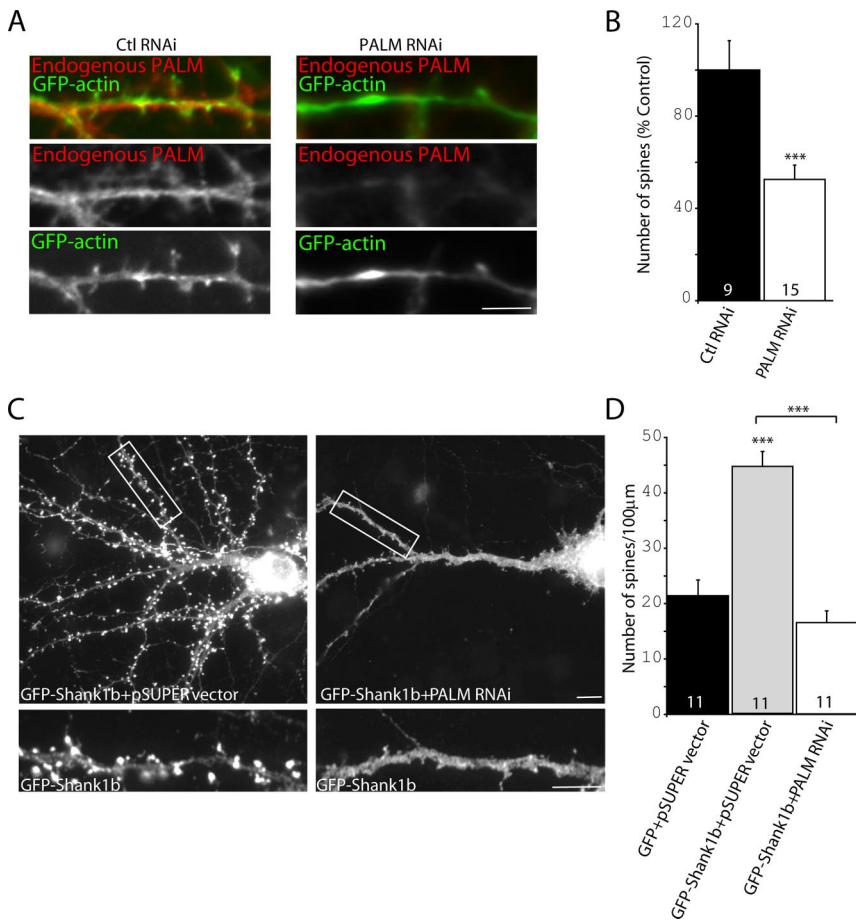 A
Ctl RNAi
PALM RNAi
Endogenous PALM
GFP-actin
Endogenous PALM
GFP-actin
Endogenous PALM
Endogenous PALM
GFP-actin
GFP-actin
B
Number of spines (% Control)
120
100
80
40
0
***
9
15
Ctl RNAi
PALM RNAi
C
GFP-Shank1b+pSUPER vector
GFP-Shank1b+PALM RNAi
GFP-Shank1b
GFP-Shank1b
D
Number of spines/100μm
50
40
30
20
10
0
***
***
11
11
11
GFP+pSUPER vector
GFP-Shank1b+pSUPER vector
GFP-Shank1b+PALM RNAi